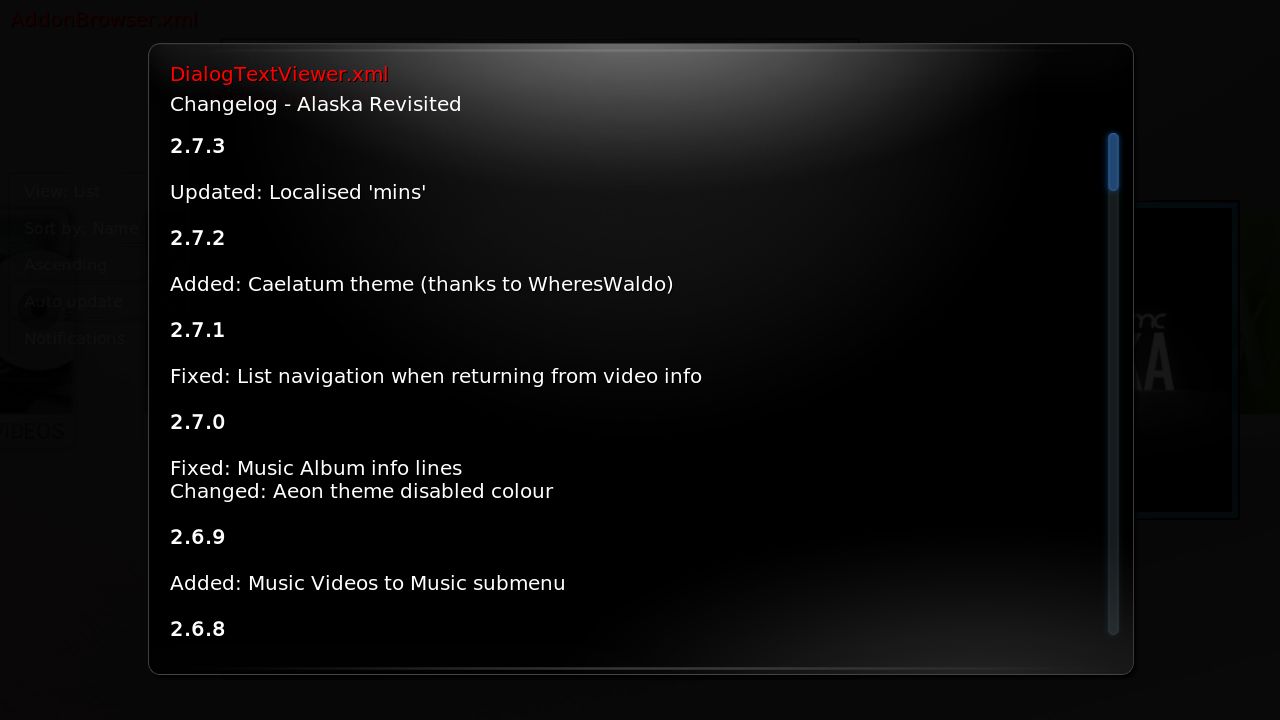 AddonBrowser.xml
DialogTextViewer.xml
Changelog - Alaska Revisited
2.7.3
Updated: Localised 'mins'
2.7.2
Added: Caelatum theme (thanks to WheresWaldo)
2.7.1
Fixed: List navigation when returning from video info
2.7.0
Fixed: Music Album info lines
Changed: Aeon theme disabled colour
2.6.9
Added: Music Videos to Music submenu
2.6.8
View: List
Sort by: Name
Ascending
Auto update
Notifications